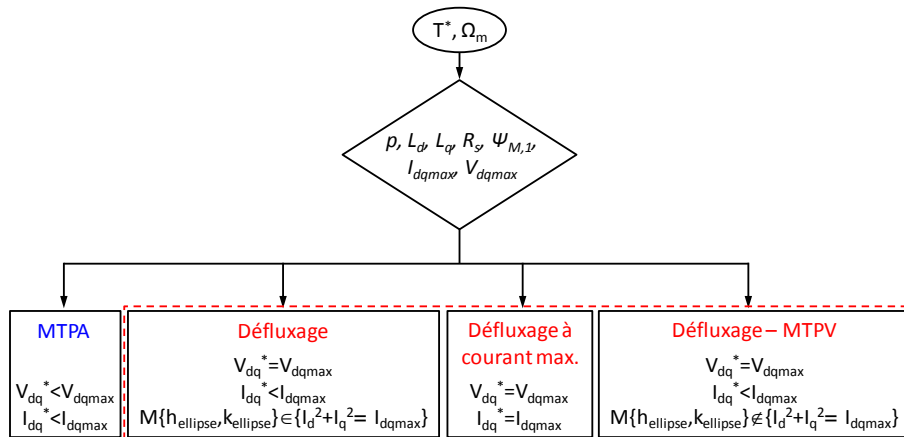 T*, Ωm
p, Ld, Lq, Rs, ΨM,1,
Idqmax, Vdqmax
MTPA
Vdq*<Vdqmax
Idq*<Idqmax
Défluxage
Vdq*=Vdqmax
Idq*<Idqmax
M{hellipse,kellipse}∈{Id²+Iq²= Idqmax}
Défluxage à
courant max.
Vdq*=Vdqmax
Idq*=Idqmax
Défluxage – MTPV
Vdq*=Vdqmax
Idq*<Idqmax
M{hellipse,kellipse}∉{Id²+Iq²= Idqmax}